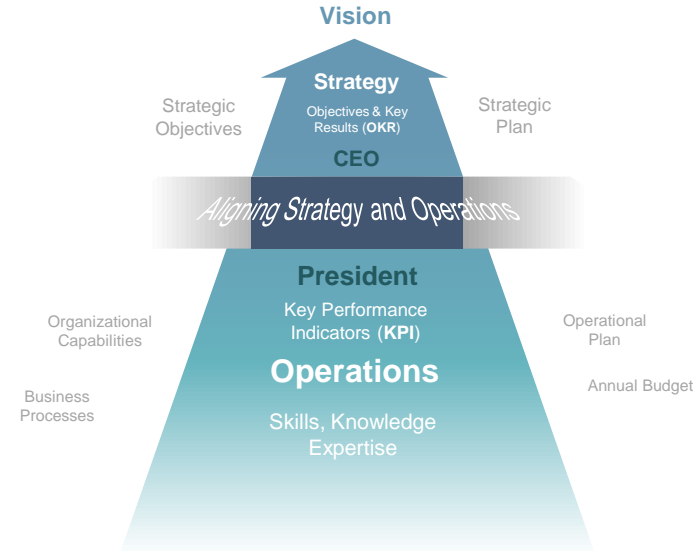 Vision
Strategy
Strategic
Objectives
Objectives & Key
Results (OKR)
Strategic
Plan
CEO
Aligning Strategy and Operations
President
Key Performance
Indicators (KPI)
Organizational
Capabilities
Operational
Plan
Operations
Business
Processes
Annual Budget
Skills, Knowledge
Expertise